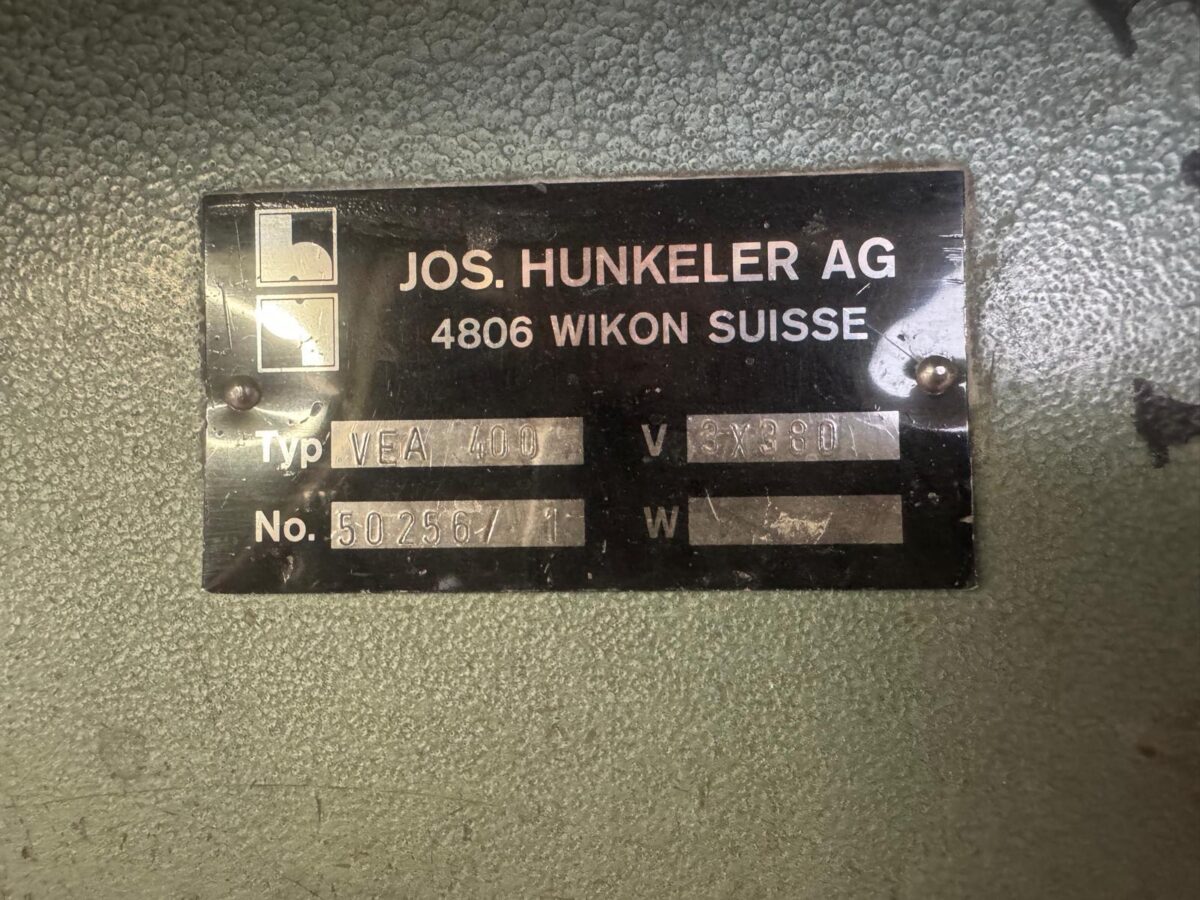 JOS. HUNKELER AG
4806 WIKON SUISSE
Typ VEA 400 V 3X380
No. 50256/ 1 W